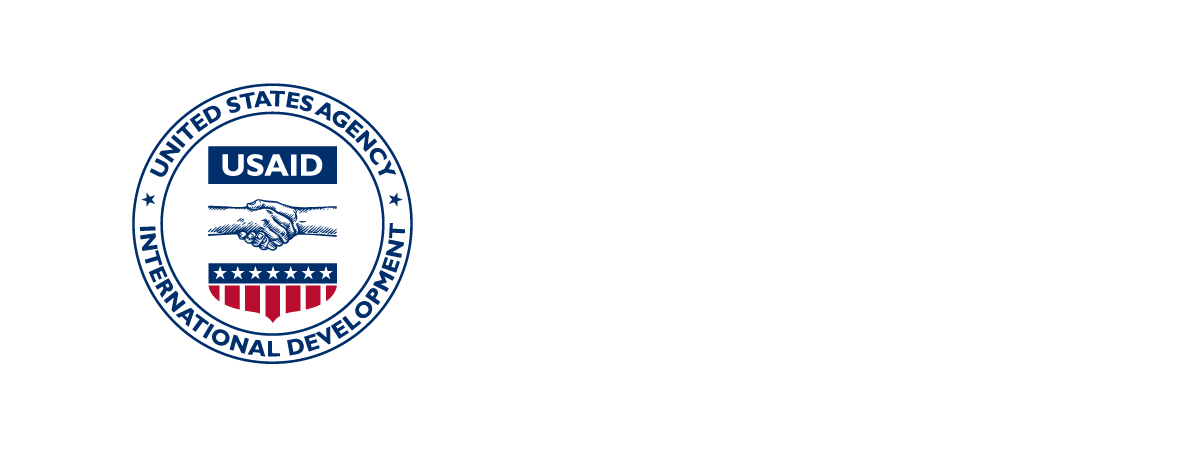 UNITED STATES AGENCY
USAID
INTERNATIONAL DEVELOPMENT